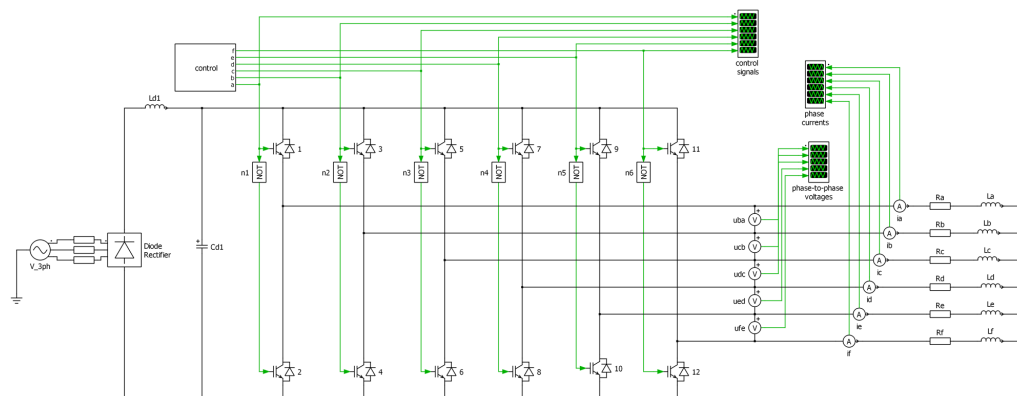 control
f
e
d
c
b
a
control
signals
phase
currents
phase-to-phase
voltages
Ld1
1
3
5
7
9
11
n1
NOT
n2
NOT
n3
NOT
n4
NOT
n5
NOT
n6
NOT
V_3ph
Diode
Rectifier
+
Cd1
2
4
6
8
10
12
+
uba
V
+
ucb
V
+
udc
V
+
ued
V
+
ufe
V
A
ia
Ra
La
A
ib
Rb
Lb
A
ic
Rc
Lc
A
id
Rd
Ld
A
ie
Re
Le
A
if
Rf
Lf